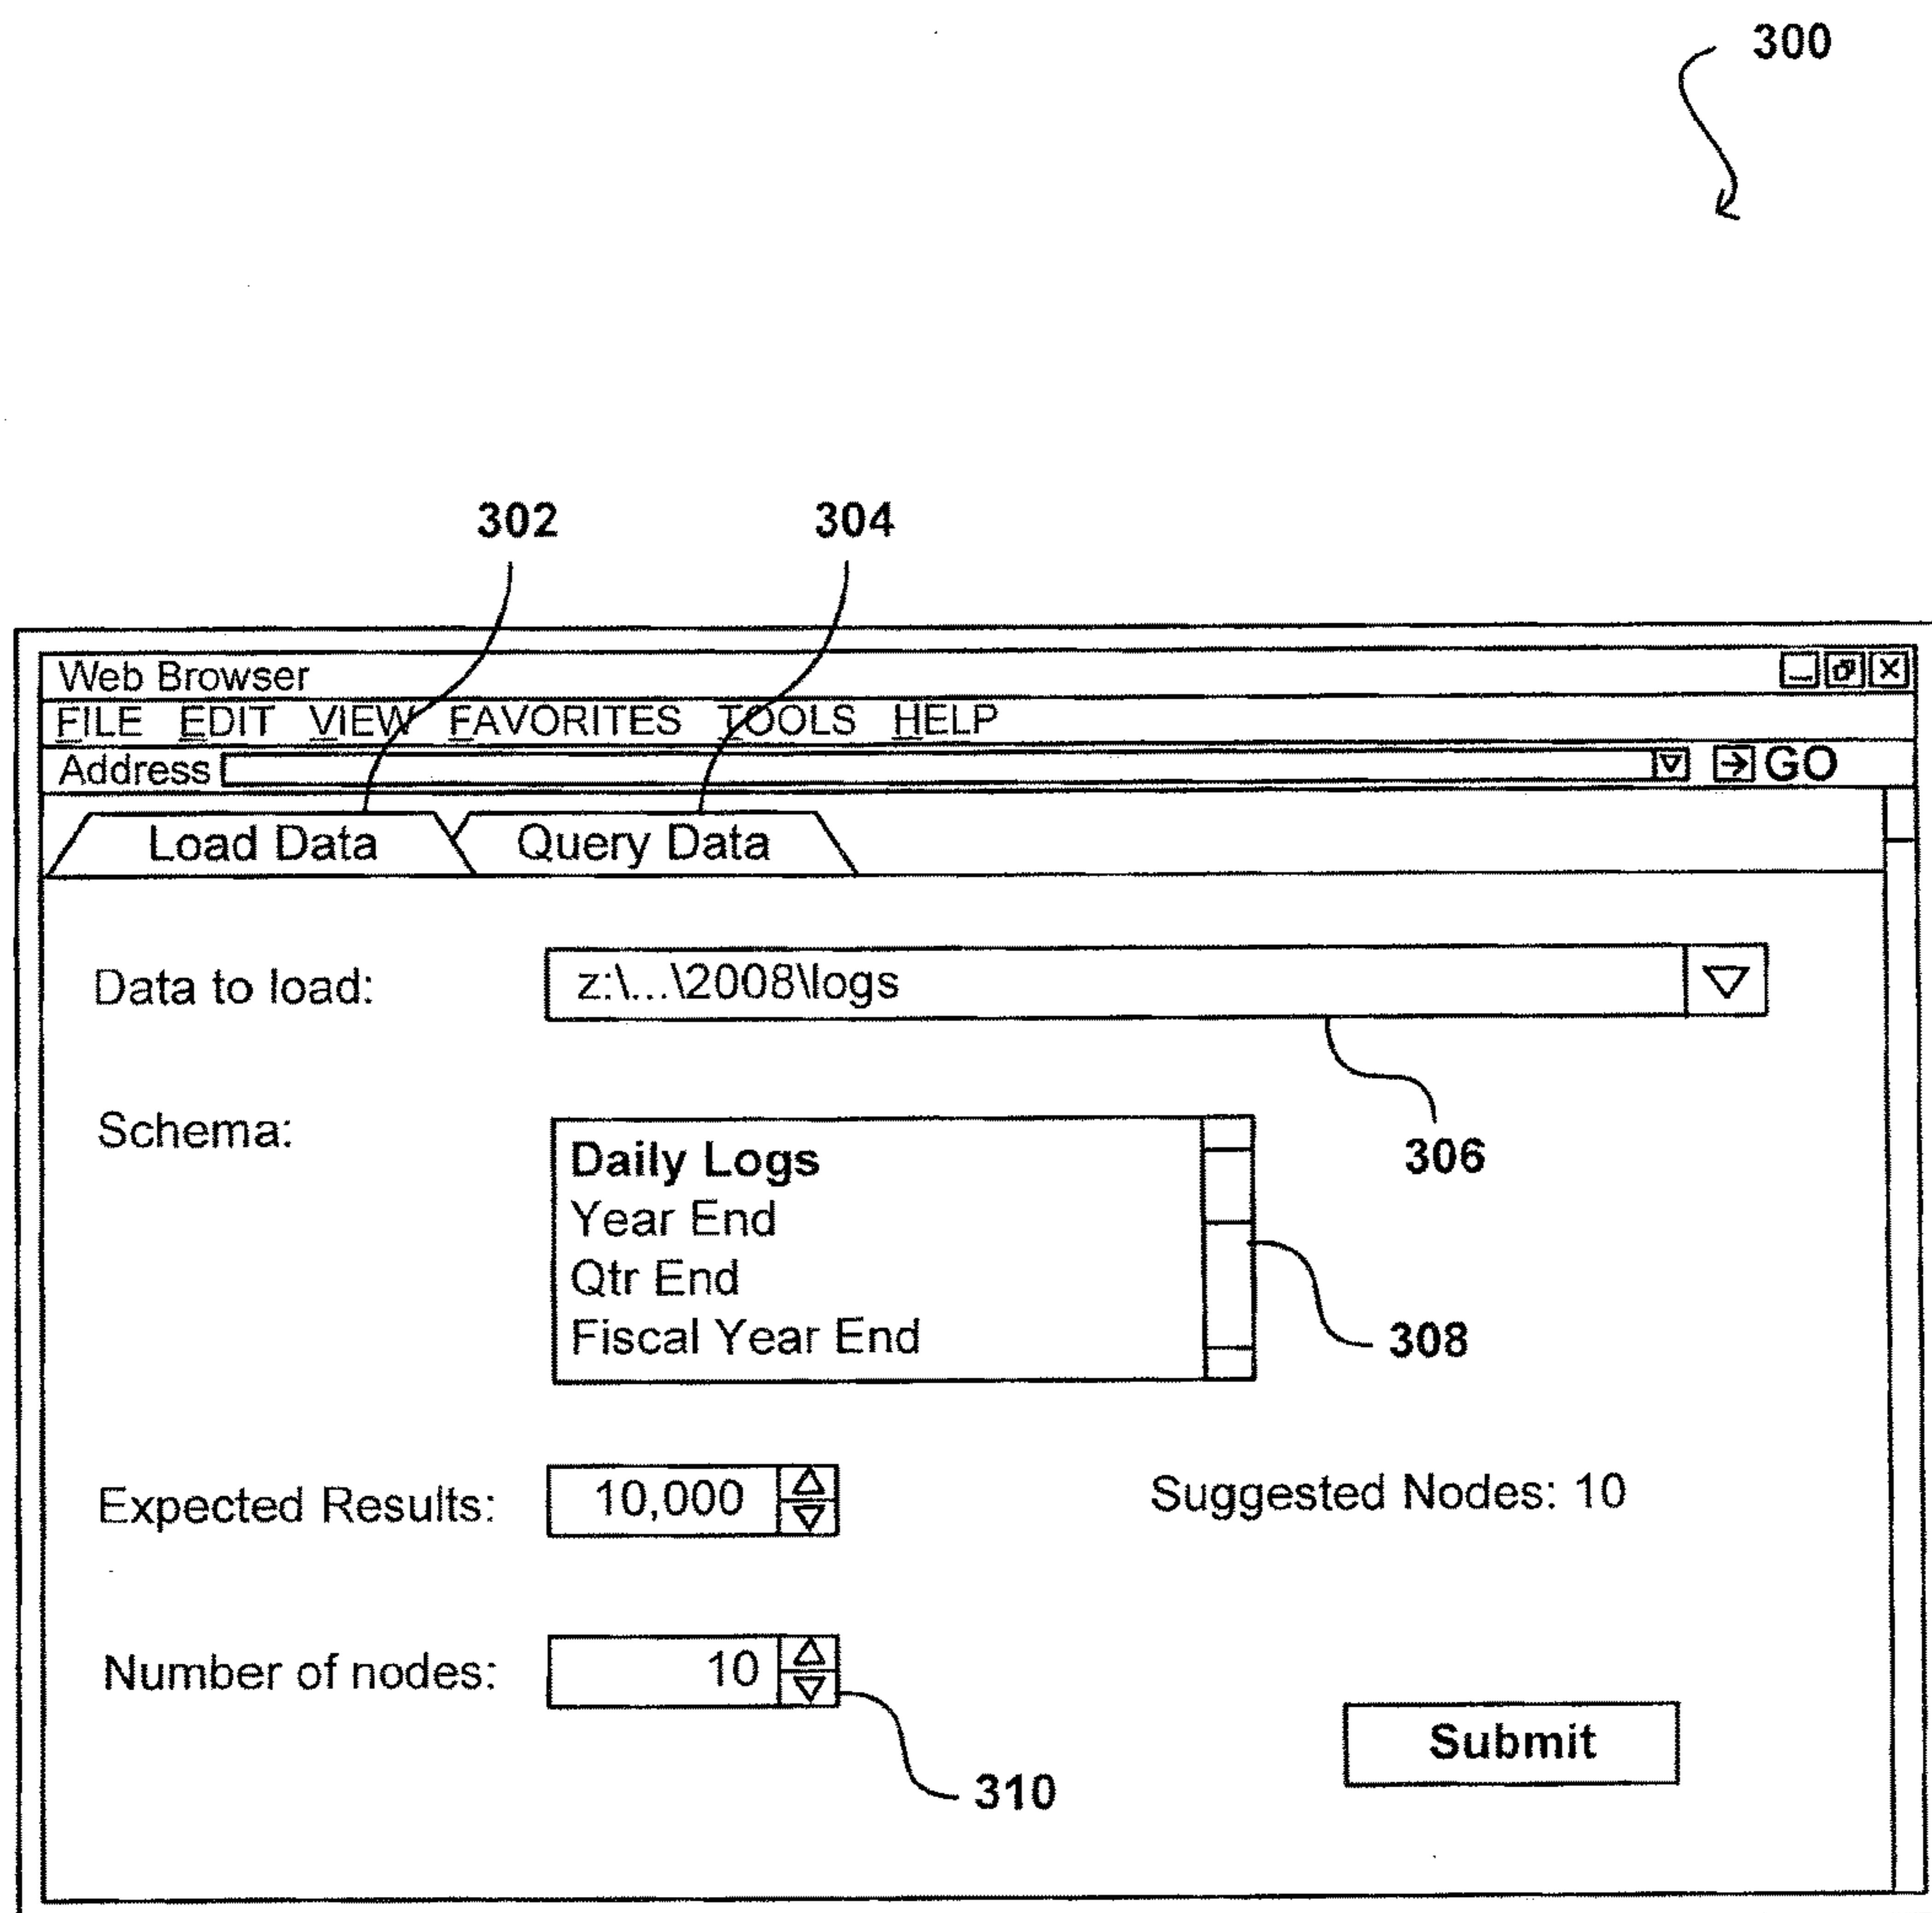 300
302 304
Web Browser
FILE EDIT VIEW FAVORITES TOOLS HELP
Address GO
Load Data Query Data
Data to load: z:\...\2008\logs
306
Schema:
Daily Logs
Year End
Qtr End
Fiscal Year End
308
Expected Results: 10,000 Suggested Nodes: 10
Number of nodes: 10
Submit
310